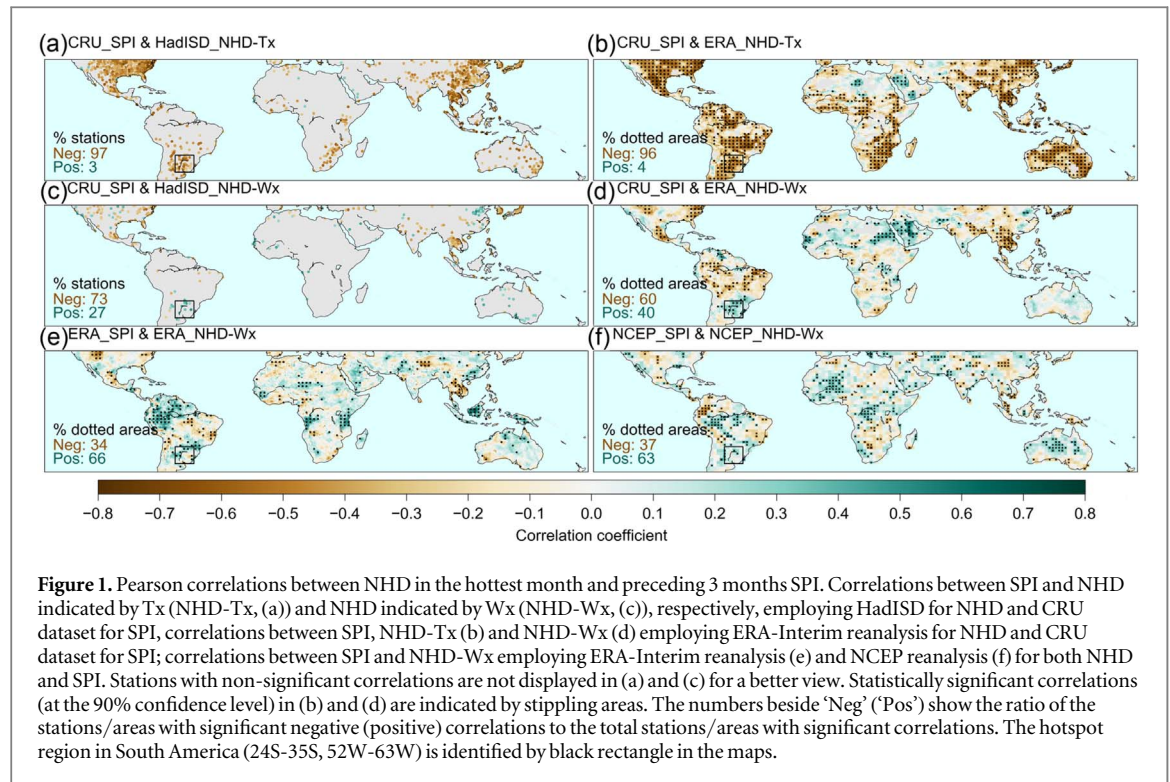 (a) CRU_SPI & HadISD_NHD-Tx
% stations
Neg: 97
Pos: 3
(b) CRU_SPI & ERA_NHD-Tx
% dotted areas
Neg: 96
Pos: 4
(c) CRU_SPI & HadISD_NHD-Wx
% stations
Neg: 73
Pos: 27
(d) CRU_SPI & ERA_NHD-Wx
% dotted areas
Neg: 60
Pos: 40
(e) ERA_SPI & ERA_NHD-Wx
% dotted areas
Neg: 34
Pos: 66
(f) NCEP_SPI & NCEP_NHD-Wx
% dotted areas
Neg: 37
Pos: 63
−0.8 −0.7 −0.6 −0.5 −0.4 −0.3 −0.2 −0.1 0.0 0.1 0.2 0.3 0.4 0.5 0.6 0.7 0.8
Correlation coefficient
Figure 1. Pearson correlations between NHD in the hottest month and preceding 3 months SPI. Correlations between SPI and NHD
indicated by Tx (NHD-Tx, (a)) and NHD indicated by Wx (NHD-Wx, (c)), respectively, employing HadISD for NHD and CRU
dataset for SPI, correlations between SPI, NHD-Tx (b) and NHD-Wx (d) employing ERA-Interim reanalysis for NHD and CRU
dataset for SPI; correlations between SPI and NHD-Wx employing ERA-Interim reanalysis (e) and NCEP reanalysis (f) for both NHD
and SPI. Stations with non-significant correlations are not displayed in (a) and (c) for a better view. Statistically significant correlations
(at the 90% confidence level) in (b) and (d) are indicated by stippling areas. The numbers beside ‘Neg’ (‘Pos’) show the ratio of the
stations/areas with significant negative (positive) correlations to the total stations/areas with significant correlations. The hotspot
region in South America (24S-35S, 52W-63W) is identified by black rectangle in the maps.